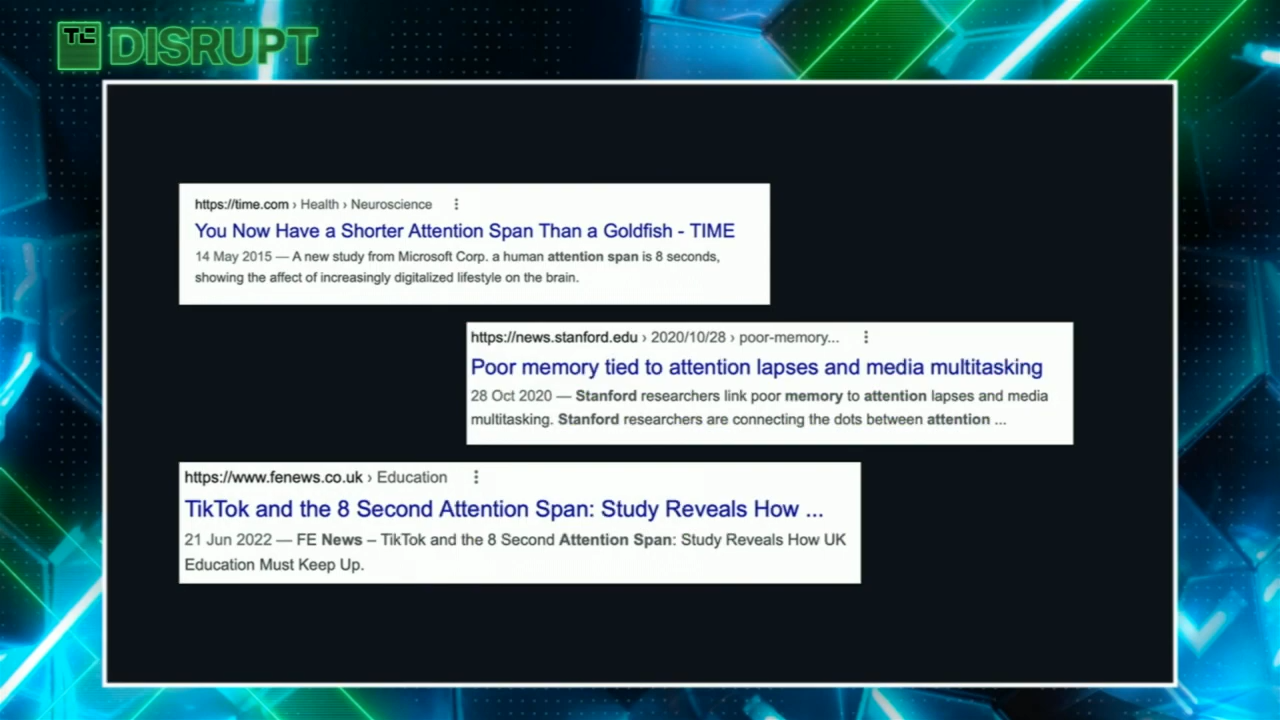 TC DISRUPT
https://time.com › Health › Neuroscience
You Now Have a Shorter Attention Span Than a Goldfish - TIME
14 May 2015 — A new study from Microsoft Corp. a human attention span is 8 seconds,
showing the affect of increasingly digitalized lifestyle on the brain.
https://news.stanford.edu › 2020/10/28 › poor-memory...
Poor memory tied to attention lapses and media multitasking
28 Oct 2020 — Stanford researchers link poor memory to attention lapses and media
multitasking. Stanford researchers are connecting the dots between attention ...
https://www.fenews.co.uk › Education
TikTok and the 8 Second Attention Span: Study Reveals How ...
21 Jun 2022 — FE News – TikTok and the 8 Second Attention Span: Study Reveals How UK
Education Must Keep Up.